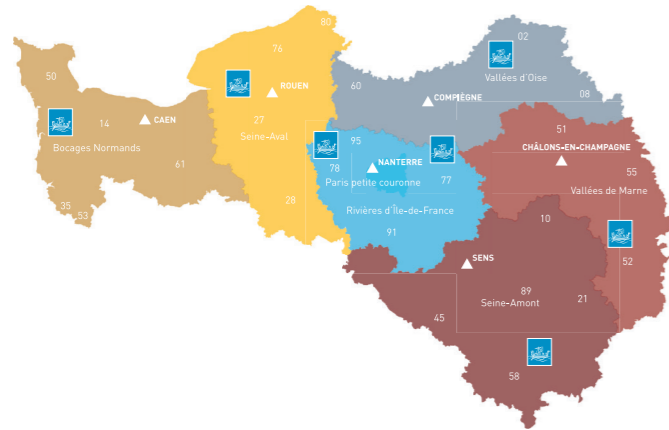 80
02
50
76
Vallées d'Oise
60
ROUEN
COMPIÈGNE
08
14
CAEN
27
51
Seine-Aval
95
Bocages Normands
CHÂLONS-EN-CHAMPAGNE
61
78
NANTERRE
55
Paris petite couronne
77
Vallées de Marne
35
53
28
Rivières d'Île-de-France
10
91
SENS
52
89
21
Seine-Amont
45
58